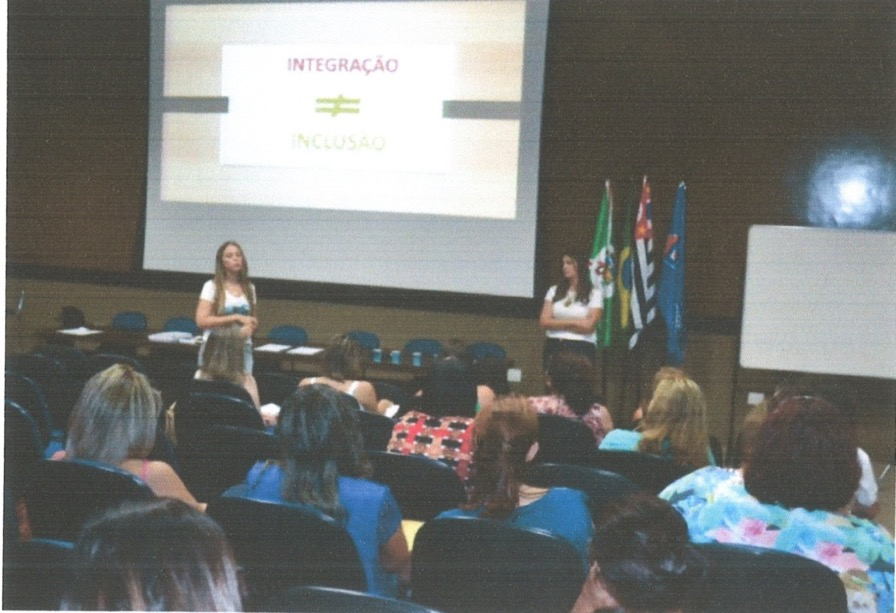 INTEGRAÇÃO
≠
INCLUSÃO